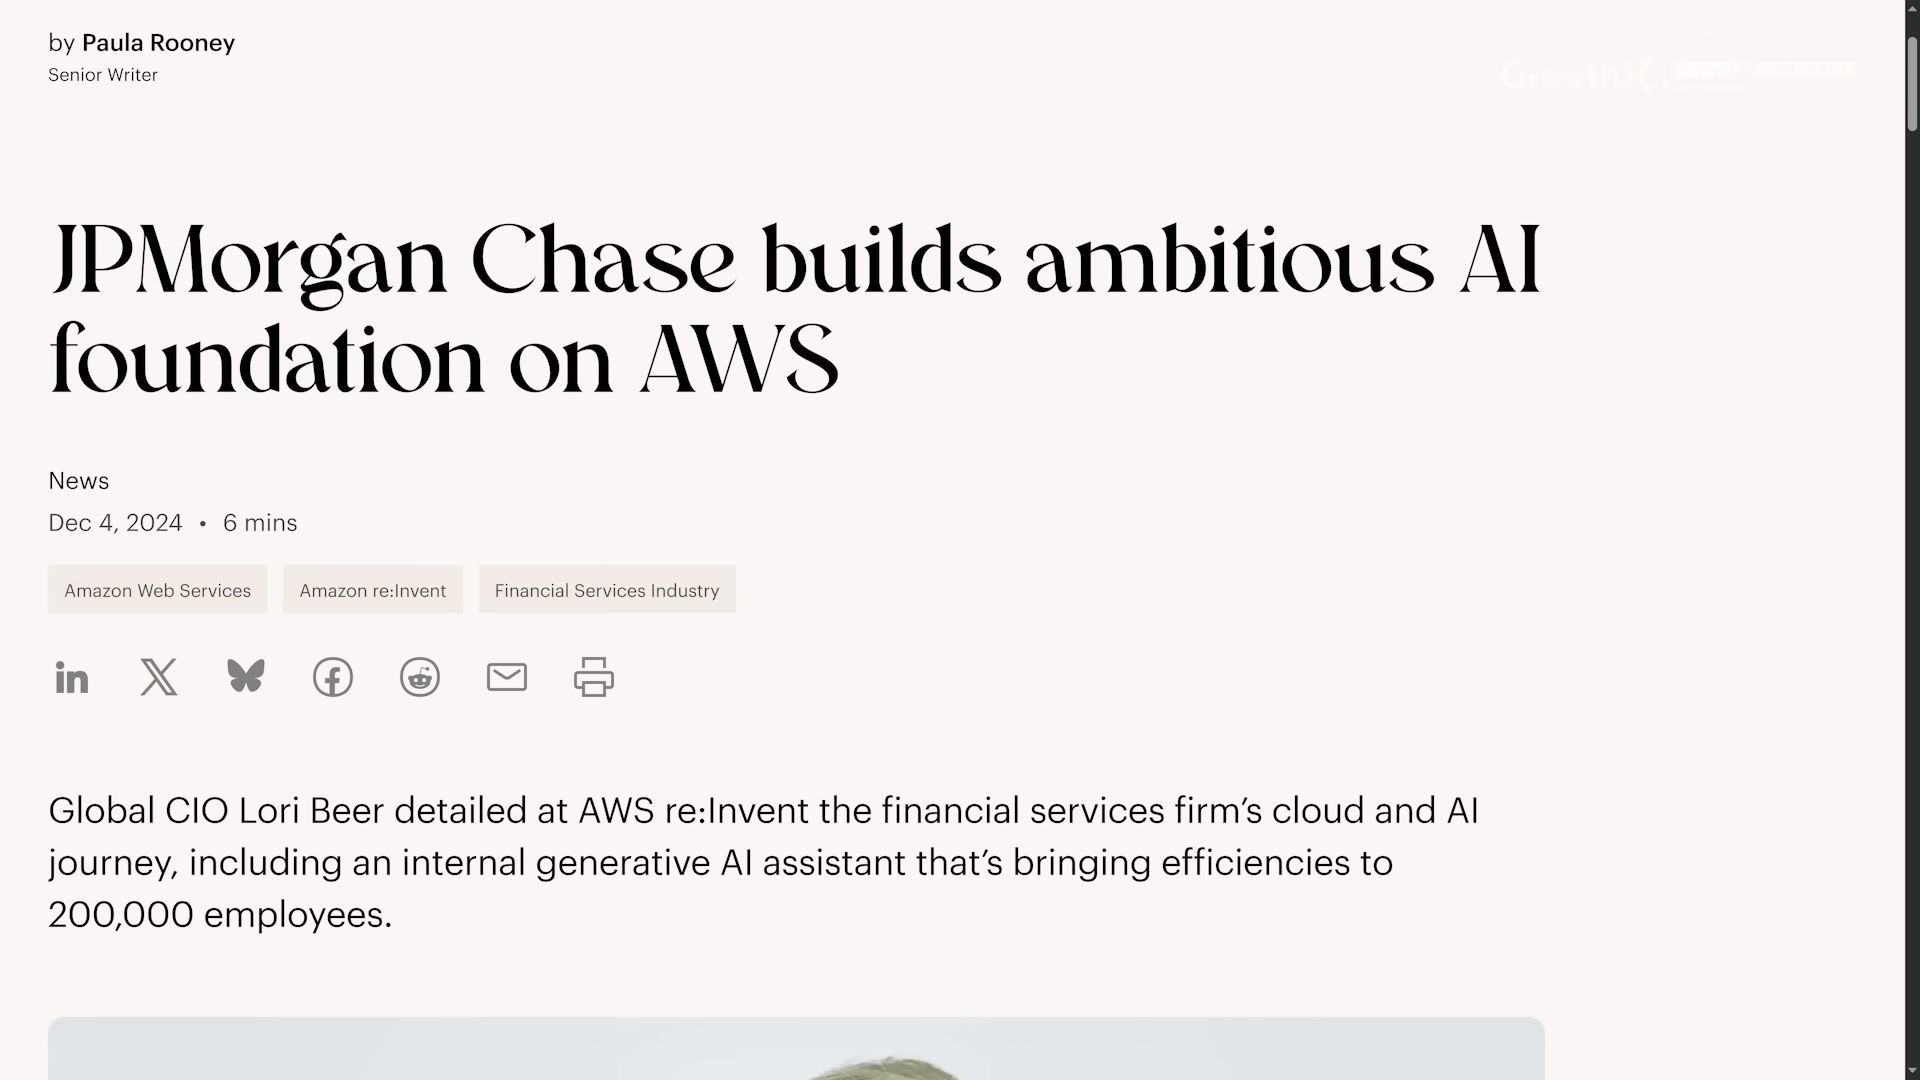 by Paula Rooney
Senior Writer
GrowthX
NETWORK
JPMorgan Chase builds ambitious AI
foundation on AWS
News
Dec 4, 2024 • 6 mins
Amazon Web Services
Amazon re:Invent
Financial Services Industry
Global CIO Lori Beer detailed at AWS re:Invent the financial services firm’s cloud and AI
journey, including an internal generative AI assistant that’s bringing efficiencies to
200,000 employees.